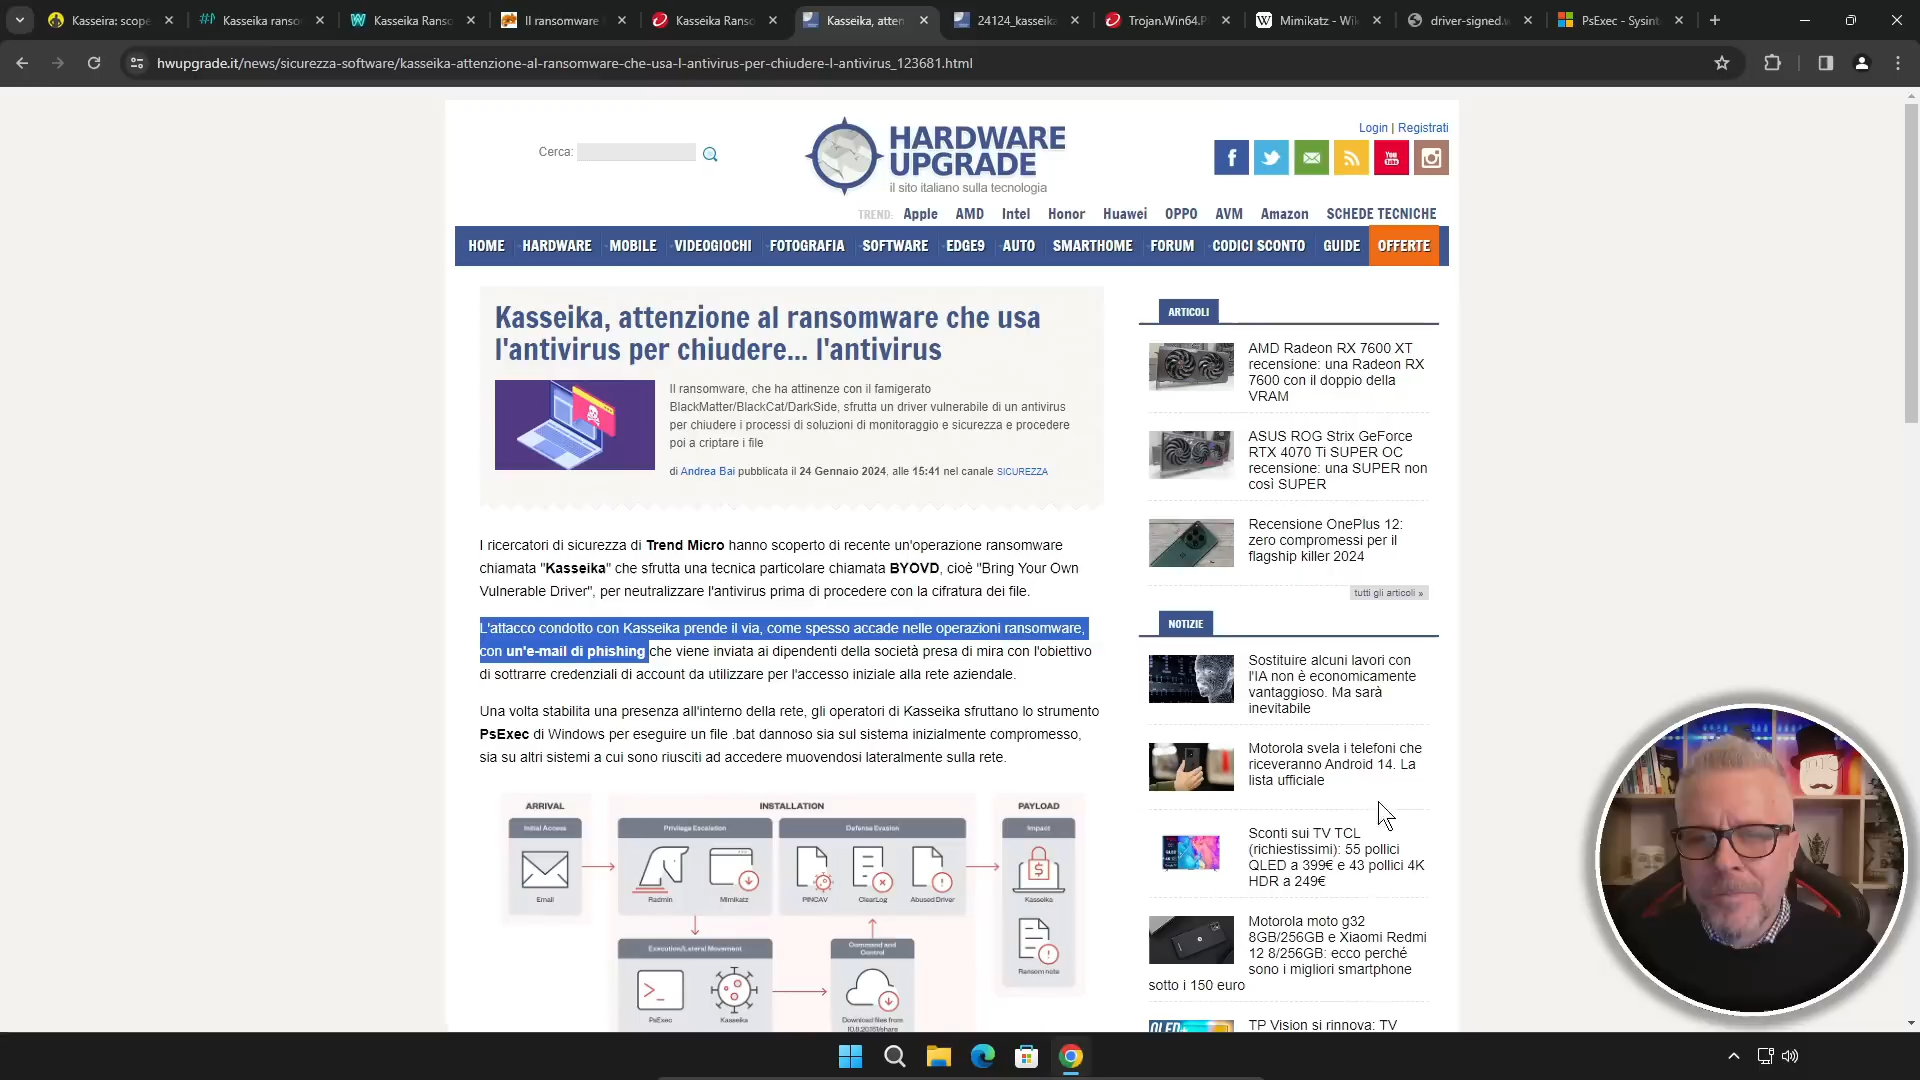 Kasseira: scope
Kasseika ranso
Kasseika Ranso
Il ransomware
Kasseika Ranso
Kasseika, atten
24124_kasseika
Trojan.Win64.P
Mimikatz - Wik
driver-signed.w
PsExec - Sysint
hwupgrade.it/news/sicurezza-software/kasseika-attenzione-al-ransomware-che-usa-l-antivirus-per-chiudere-l-antivirus_123681.html
Login | Registrati
Cerca:
HARDWARE
UPGRADE
il sito italiano sulla tecnologia
You
Tube
TREND: Apple AMD Intel Honor Huawei OPPO AVM Amazon SCHEDE TECNICHE
HOME HARDWARE MOBILE VIDEOGIOCHI FOTOGRAFIA SOFTWARE EDGE9 AUTO SMARTHOME FORUM CODICI SCONTO GUIDE OFFERTE
Kasseika, attenzione al ransomware che usa
l'antivirus per chiudere... l'antivirus
Il ransomware, che ha attinenze con il famigerato
BlackMatter/BlackCat/DarkSide, sfrutta un driver vulnerabile di un antivirus
per chiudere i processi di soluzioni di monitoraggio e sicurezza e procedere
poi a criptare i file
di Andrea Bai pubblicata il 24 Gennaio 2024, alle 15:41 nel canale SICUREZZA
I ricercatori di sicurezza di Trend Micro hanno scoperto di recente un'operazione ransomware
chiamata "Kasseika" che sfrutta una tecnica particolare chiamata BYOVD, cioè "Bring Your Own
Vulnerable Driver", per neutralizzare l'antivirus prima di procedere con la cifratura dei file.
L'attacco condotto con Kasseika prende il via, come spesso accade nelle operazioni ransomware,
con un'e-mail di phishing che viene inviata ai dipendenti della società presa di mira con l'obiettivo
di sottrarre credenziali di account da utilizzare per l'accesso iniziale alla rete aziendale.
Una volta stabilita una presenza all'interno della rete, gli operatori di Kasseika sfruttano lo strumento
PsExec di Windows per eseguire un file .bat dannoso sia sul sistema inizialmente compromesso,
sia su altri sistemi a cui sono riusciti ad accedere muovendosi lateralmente sulla rete.
ARRIVAL
INSTALLATION
PAYLOAD
Initial Access
Privilege Escalation
Defense Evasion
Impact
Email
Radmin
Mimikatz
PINCAV
ClearLog
Abused Driver
Kasseika
Execution/Lateral Movement
Command and
Control
Ransom note
PsExec
Kasseika
Download files from
ARTICOLI
AMD Radeon RX 7600 XT
recensione: una Radeon RX
7600 con il doppio della
VRAM
ASUS ROG Strix GeForce
RTX 4070 Ti SUPER OC
recensione: una SUPER non
così SUPER
Recensione OnePlus 12:
zero compromessi per il
flagship killer 2024
tutti gli articoli »
NOTIZIE
Sostituire alcuni lavori con
l'IA non è economicamente
vantaggioso. Ma sarà
inevitabile
Motorola svela i telefoni che
riceveranno Android 14. La
lista ufficiale
Sconti sui TV TCL
(richiestissimi): 55 pollici
QLED a 399€ e 43 pollici 4K
HDR a 249€
Motorola moto g32
8GB/256GB e Xiaomi Redmi
12 8/256GB: ecco perché
sono i migliori smartphone
sotto i 150 euro
TP Vision si rinnova: TV